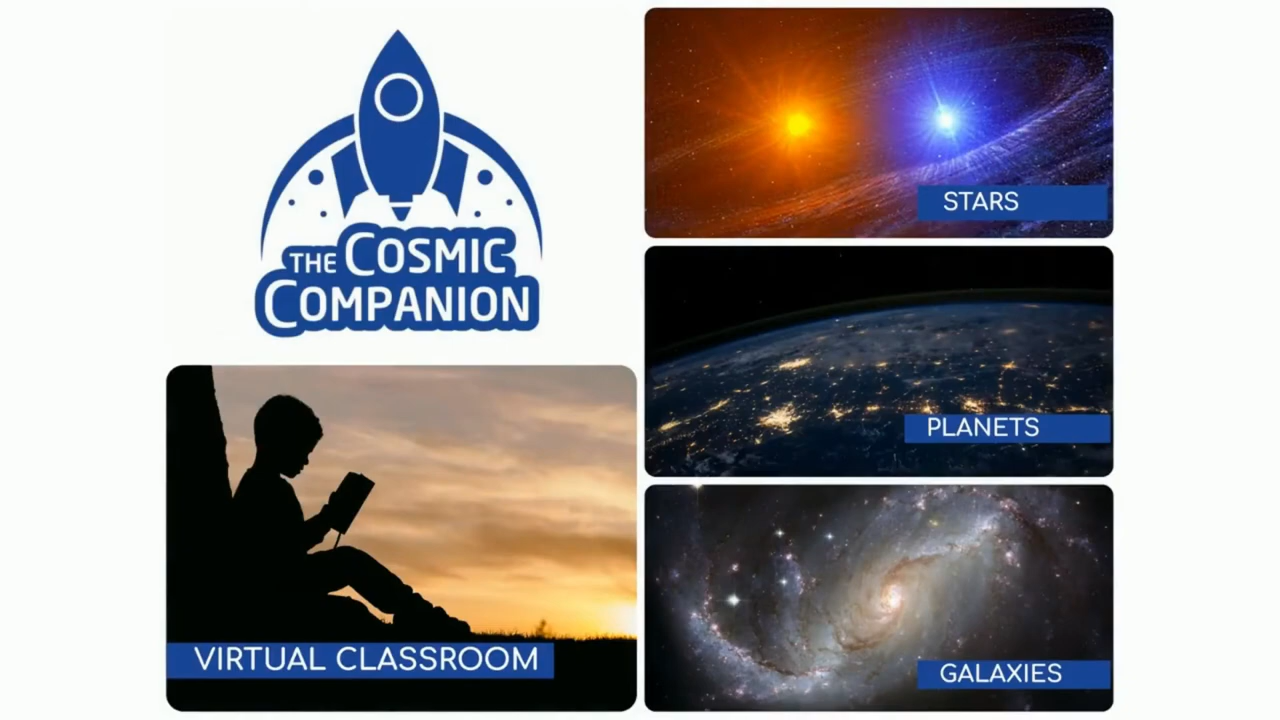 THE COSMIC
COMPANION
VIRTUAL CLASSROOM
STARS
PLANETS
GALAXIES